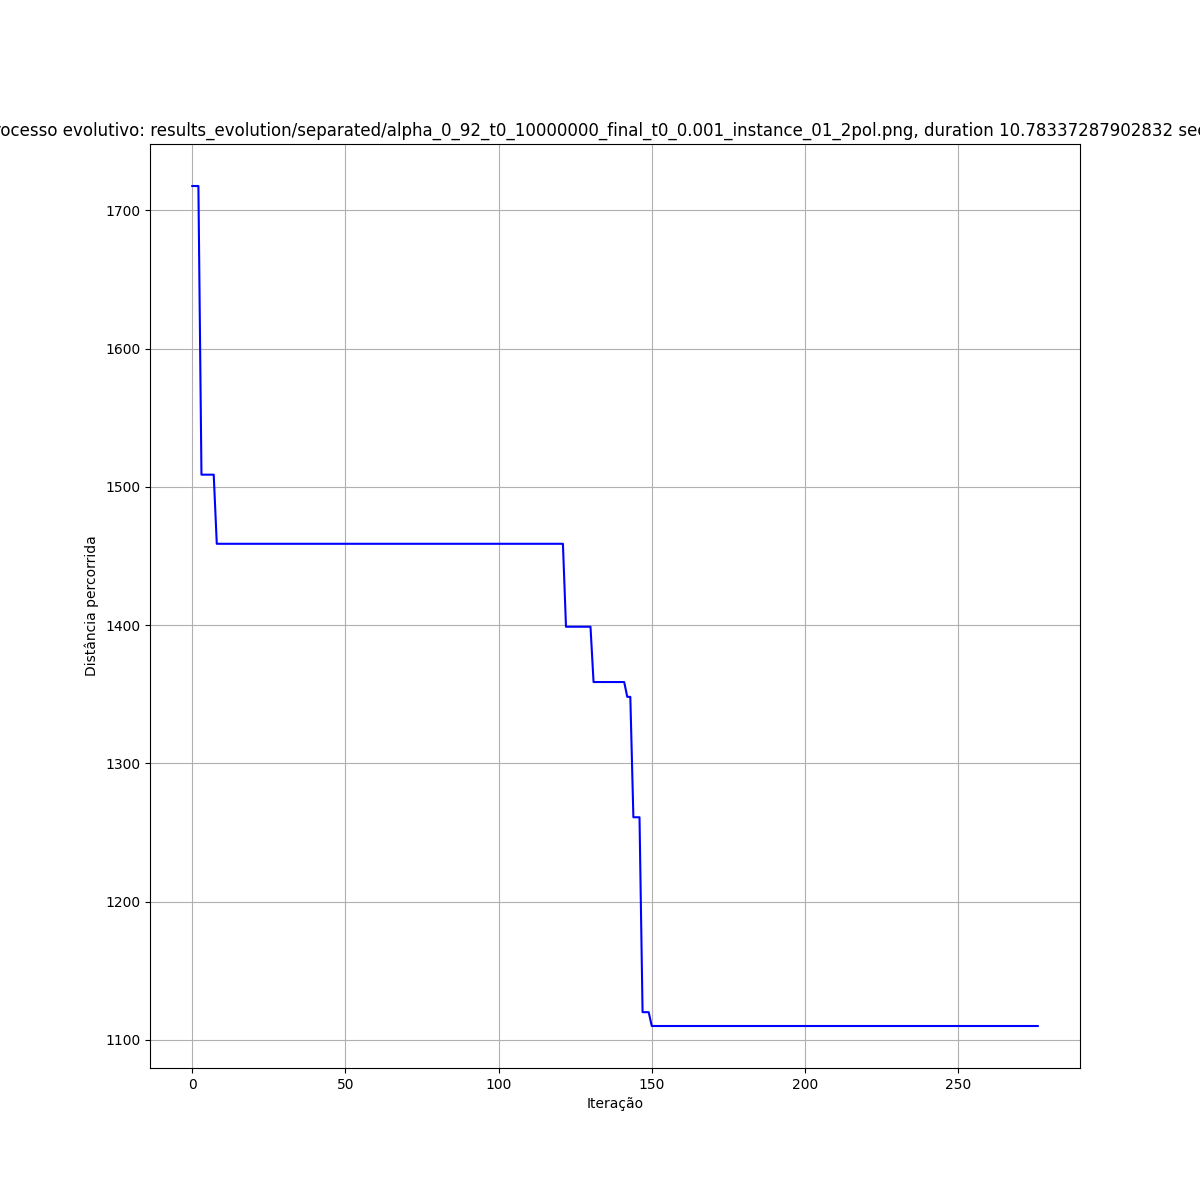 ocesso evolutivo: results_evolution/separated/alpha_0_92_t0_10000000_final_t0_0.001_instance_01_2pol.png, duration 10.78337287902832 se
1700
1600
1500
1400
1300
1200
1100
Distância percorrida
0 50 100 150 200 250
Iteração